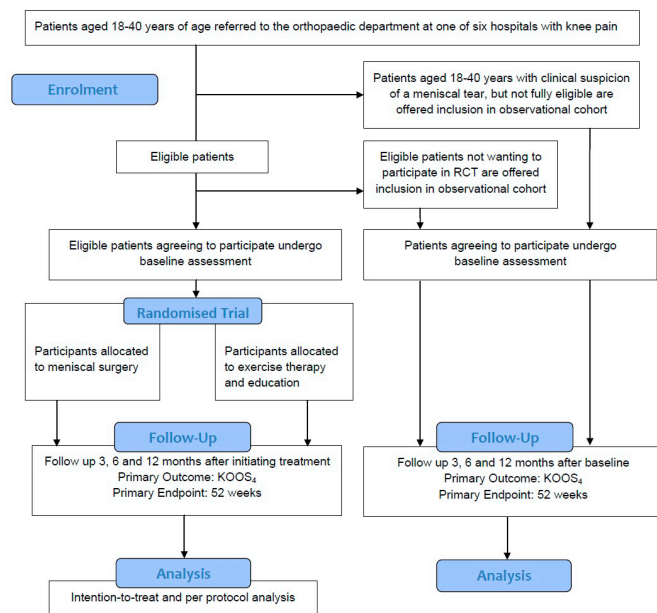 Patients aged 18-40 years of age referred to the orthopaedic department at one of six hospitals with knee pain
Enrolment
Patients aged 18-40 years with clinical suspicion
of a meniscal tear, but not fully eligible are
offered inclusion in observational cohort
Eligible patients
Eligible patients not wanting to
participate in RCT are offered
inclusion in observational cohort
Eligible patients agreeing to participate undergo
baseline assessment
Patients agreeing to participate undergo
baseline assessment
Randomised Trial
Participants allocated
to meniscal surgery
Participants allocated
to exercise therapy
and education
Follow-Up
Follow up 3, 6 and 12 months after initiating treatment
Primary Outcome: KOOS₄
Primary Endpoint: 52 weeks
Follow-Up
Follow up 3, 6 and 12 months after baseline
Primary Outcome: KOOS₄
Primary Endpoint: 52 weeks
Analysis
Intention-to-treat and per protocol analysis
Analysis